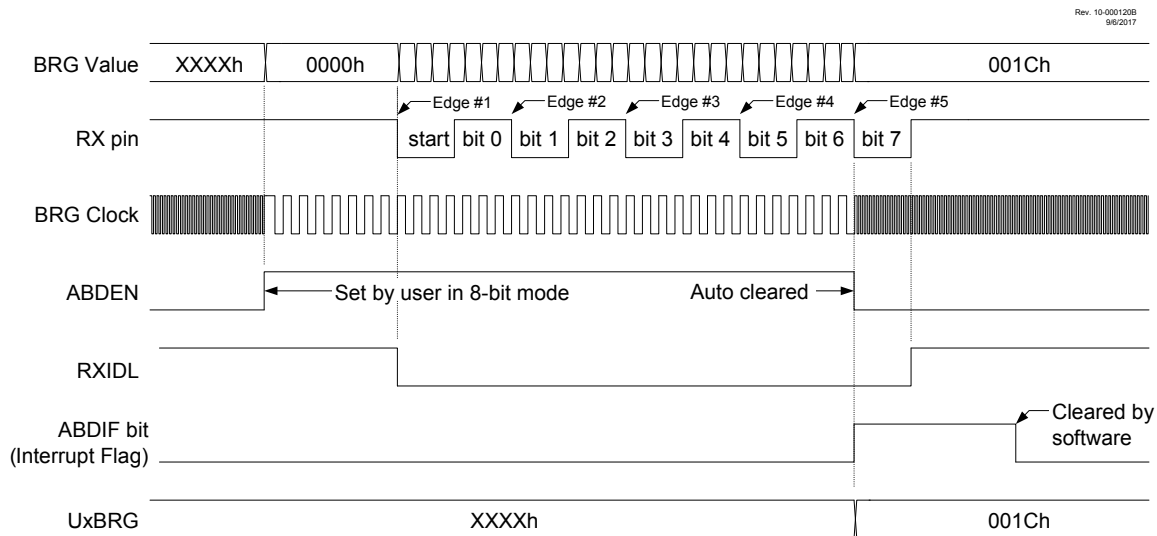 Rev. 10-000120B
9/6/2017
BRG Value XXXXh 0000h 001Ch
Edge #1 Edge #2 Edge #3 Edge #4 Edge #5
RX pin start bit 0 bit 1 bit 2 bit 3 bit 4 bit 5 bit 6 bit 7
BRG Clock
ABDEN Set by user in 8-bit mode Auto cleared
RXIDL
ABDIF bit
(Interrupt Flag)
Cleared by
software
UxBRG XXXXh 001Ch